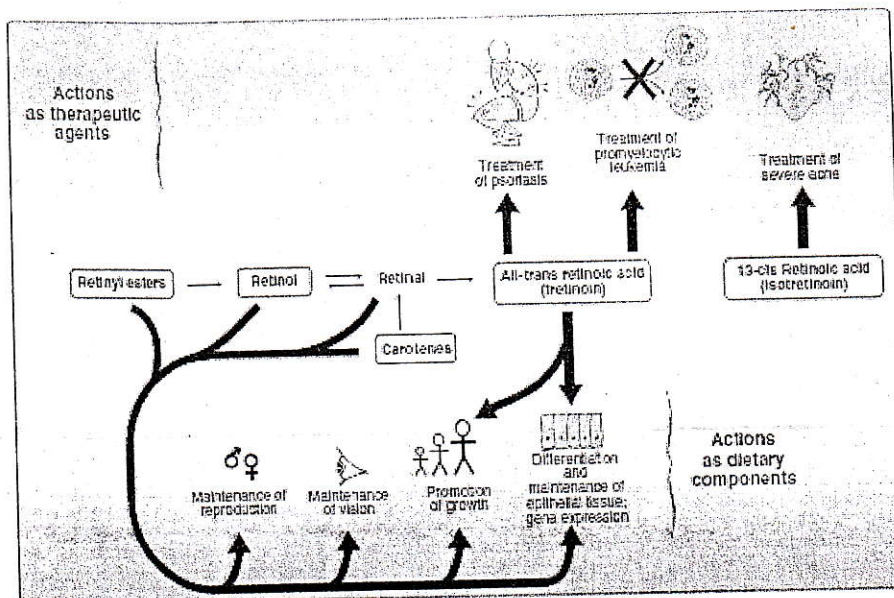 Actions
as therapeutic
agents
Treatment
of psoriasis
Treatment of
promyelocytic
leukemia
Treatment of
severe acne
Retinyl esters
Retinol
Retinal
All-trans retinoic acid
(tretinoin)
13-cis Retinoic acid
(isotretinoin)
Carotenes
Maintenance of
reproduction
Maintenance
of vision
Promotion
of growth
Differentiation
and
maintenance of
epithelial tissue;
gene expression
Actions
as dietary
components